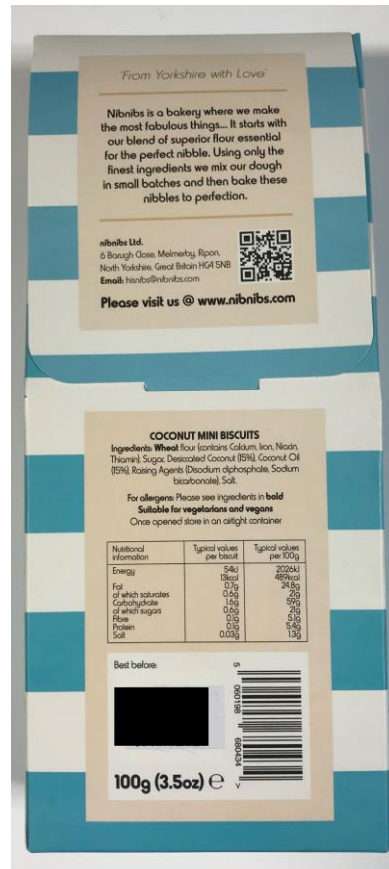 'From Yorkshire with Love'
Nibnibs is a bakery where we make
the most fabulous things... It starts with
our blend of superior flour essential
for the perfect nibble. Using only the
finest ingredients we mix our dough
in small batches and then bake these
nibbles to perfection.
nibnibs Ltd.
6 Barugh Close, Melmerby, Ripon,
North Yorkshire, Great Britain HG4 5NB
Email: hisnibs@nibnibs.com
Please visit us @ www.nibnibs.com
COCONUT MINI BISCUITS
Ingredients: Wheat flour (contains Calcium, Iron, Niacin,
Thiamin), Sugar, Desiccated Coconut (15%), Coconut Oil
(15%), Raising Agents (Disodium diphosphate, Sodium
bicarbonate), Salt.
For allergens: Please see ingredients in bold
Suitable for vegetarians and vegans
Once opened store in an airtight container
Nutritional information Typical values per biscuit Typical values per 100g
Energy 54kJ 2026kJ
13kcal 489kcal
Fat 0.7g 24.8g
of which saturates 0.6g 21g
Carbohydrate 1.6g 59g
of which sugars 0.6g 21g
Fibre 0.1g 5.1g
Protein 0.1g 5.4g
Salt 0.03g 1.3g
Best before:
5 060198 680434 >
100g (3.5oz) ℮